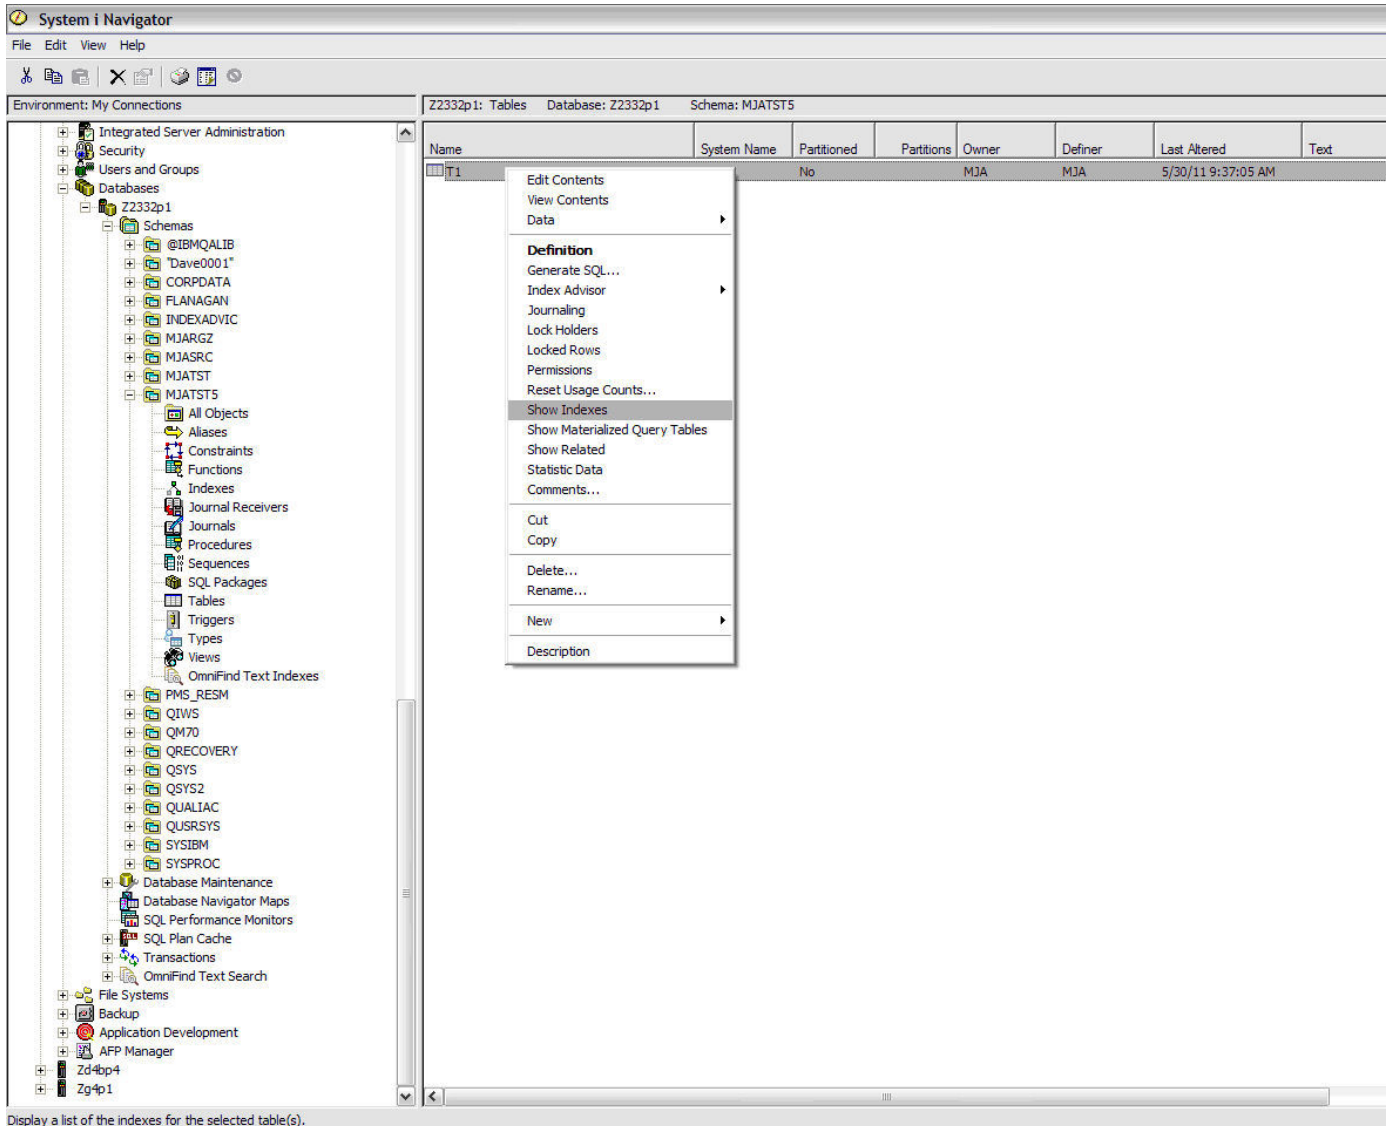 System i Navigator
File Edit View Help
Environment: My Connections
Z2332p1: Tables Database: Z2332p1 Schema: MJATST5
Integrated Server Administration
Security
Users and Groups
Databases
Z2332p1
Schemas
@IBMQALIB
"Dave0001"
CORPDATA
FLANAGAN
INDEXADVIC
MJARGZ
MJASRC
MJATST
MJATST5
All Objects
Aliases
Constraints
Functions
Indexes
Journal Receivers
Journals
Procedures
Sequences
SQL Packages
Tables
Triggers
Types
Views
OmniFind Text Indexes
PMS_RESM
QIWS
QM70
QRECOVERY
QSYS
QSYS2
QUALIAC
QUSRSYS
SYSIBM
SYSPROC
Database Maintenance
Database Navigator Maps
SQL Performance Monitors
SQL Plan Cache
Transactions
OmniFind Text Search
File Systems
Backup
Application Development
AFP Manager
Zd4bp4
Zg4p1
Name System Name Partitioned Partitions Owner Definer Last Altered Text
T1 No MJA MJA 5/30/11 9:37:05 AM
Edit Contents
View Contents
Data
Definition
Generate SQL...
Index Advisor
Journaling
Lock Holders
Locked Rows
Permissions
Reset Usage Counts...
Show Indexes
Show Materialized Query Tables
Show Related
Statistic Data
Comments...
Cut
Copy
Delete...
Rename...
New
Description
Display a list of the indexes for the selected table(s).